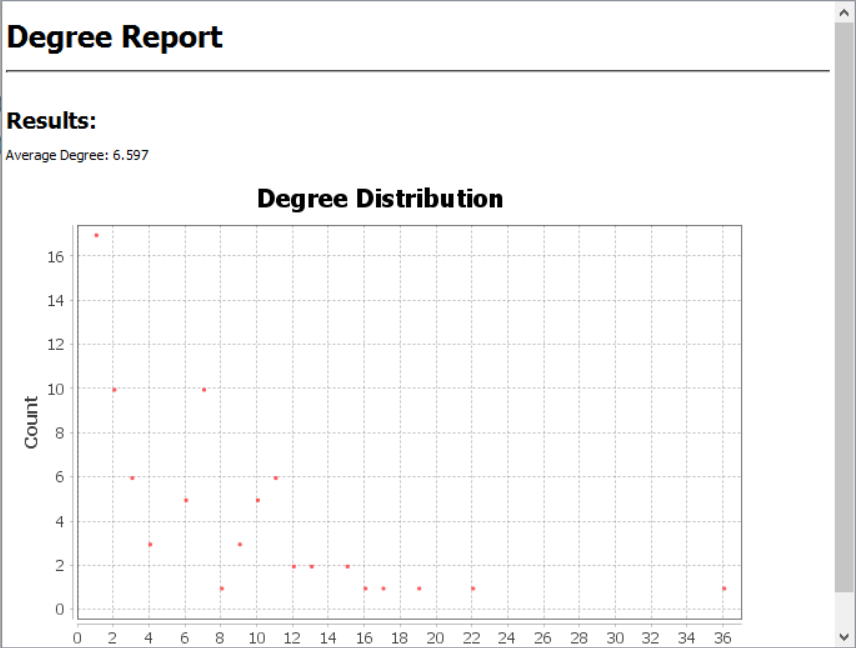 Degree Report
Results:
Average Degree: 6.597
Degree Distribution
16
14
12
10
8
6
4
2
0
Count
0 2 4 6 8 10 12 14 16 18 20 22 24 26 28 30 32 34 36